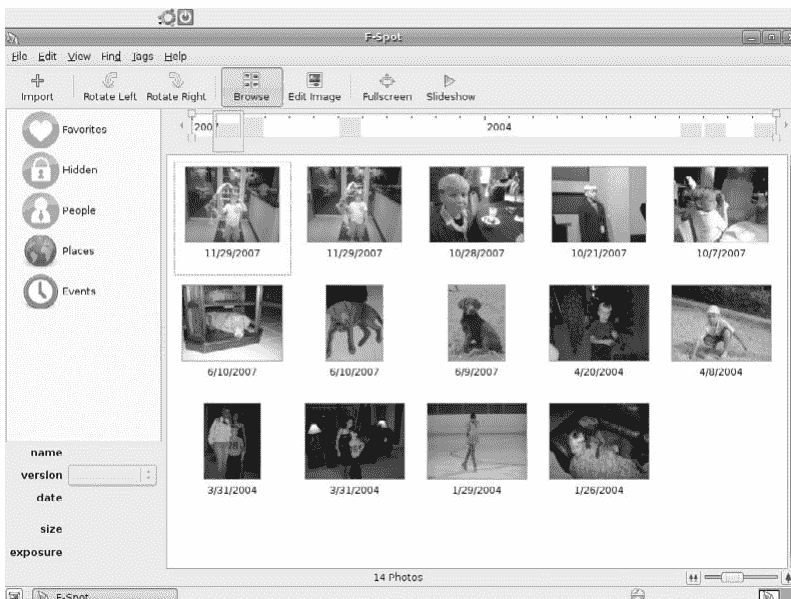 F-Spot
File Edit View Find Tags Help
Import Rotate Left Rotate Right Browse Edit Image Fullscreen Slideshow
Favorites
Hidden
People
Places
Events
2004
11/29/2007 11/29/2007 10/28/2007 10/21/2007 10/7/2007
6/10/2007 6/10/2007 6/9/2007 4/20/2004 4/8/2004
3/31/2004 3/31/2004 1/29/2004 1/26/2004
name
version
date
size
exposure
14 Photos
F-Spot